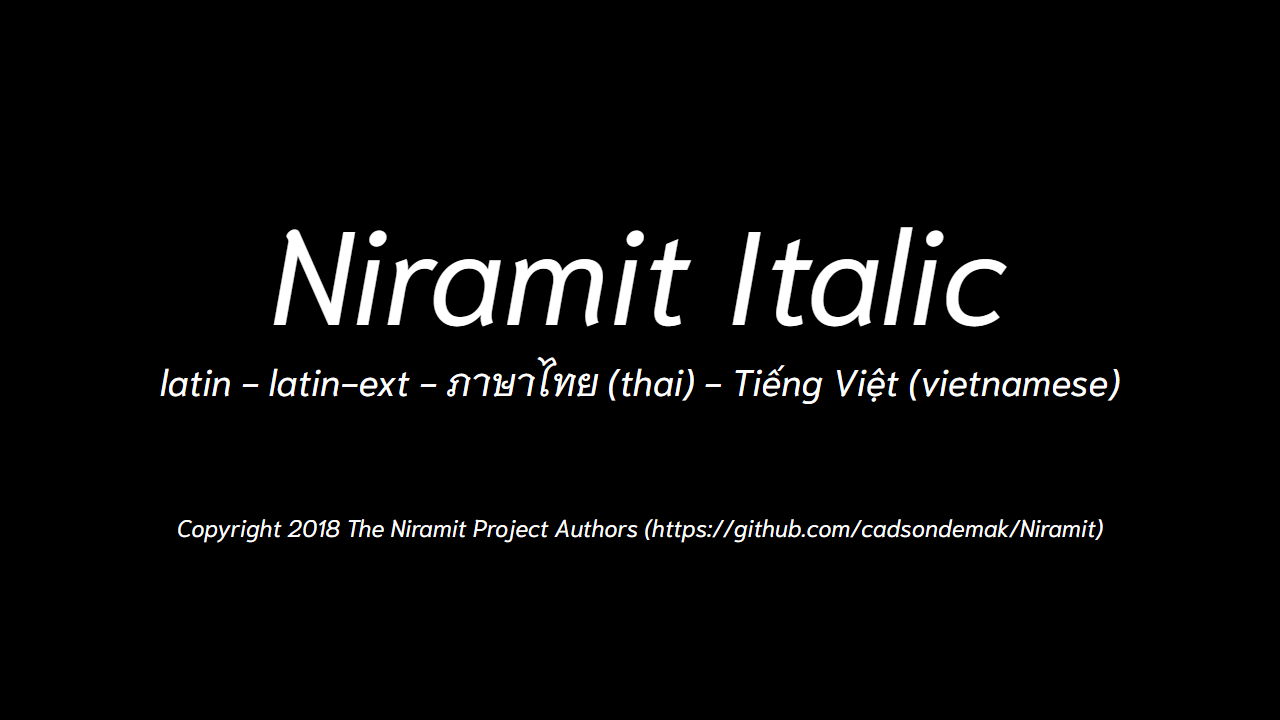 Niramit Italic
latin - latin-ext - ภาษาไทย (thai) - Tiếng Việt (vietnamese)
Copyright 2018 The Niramit Project Authors (https://github.com/cadsondemak/Niramit)